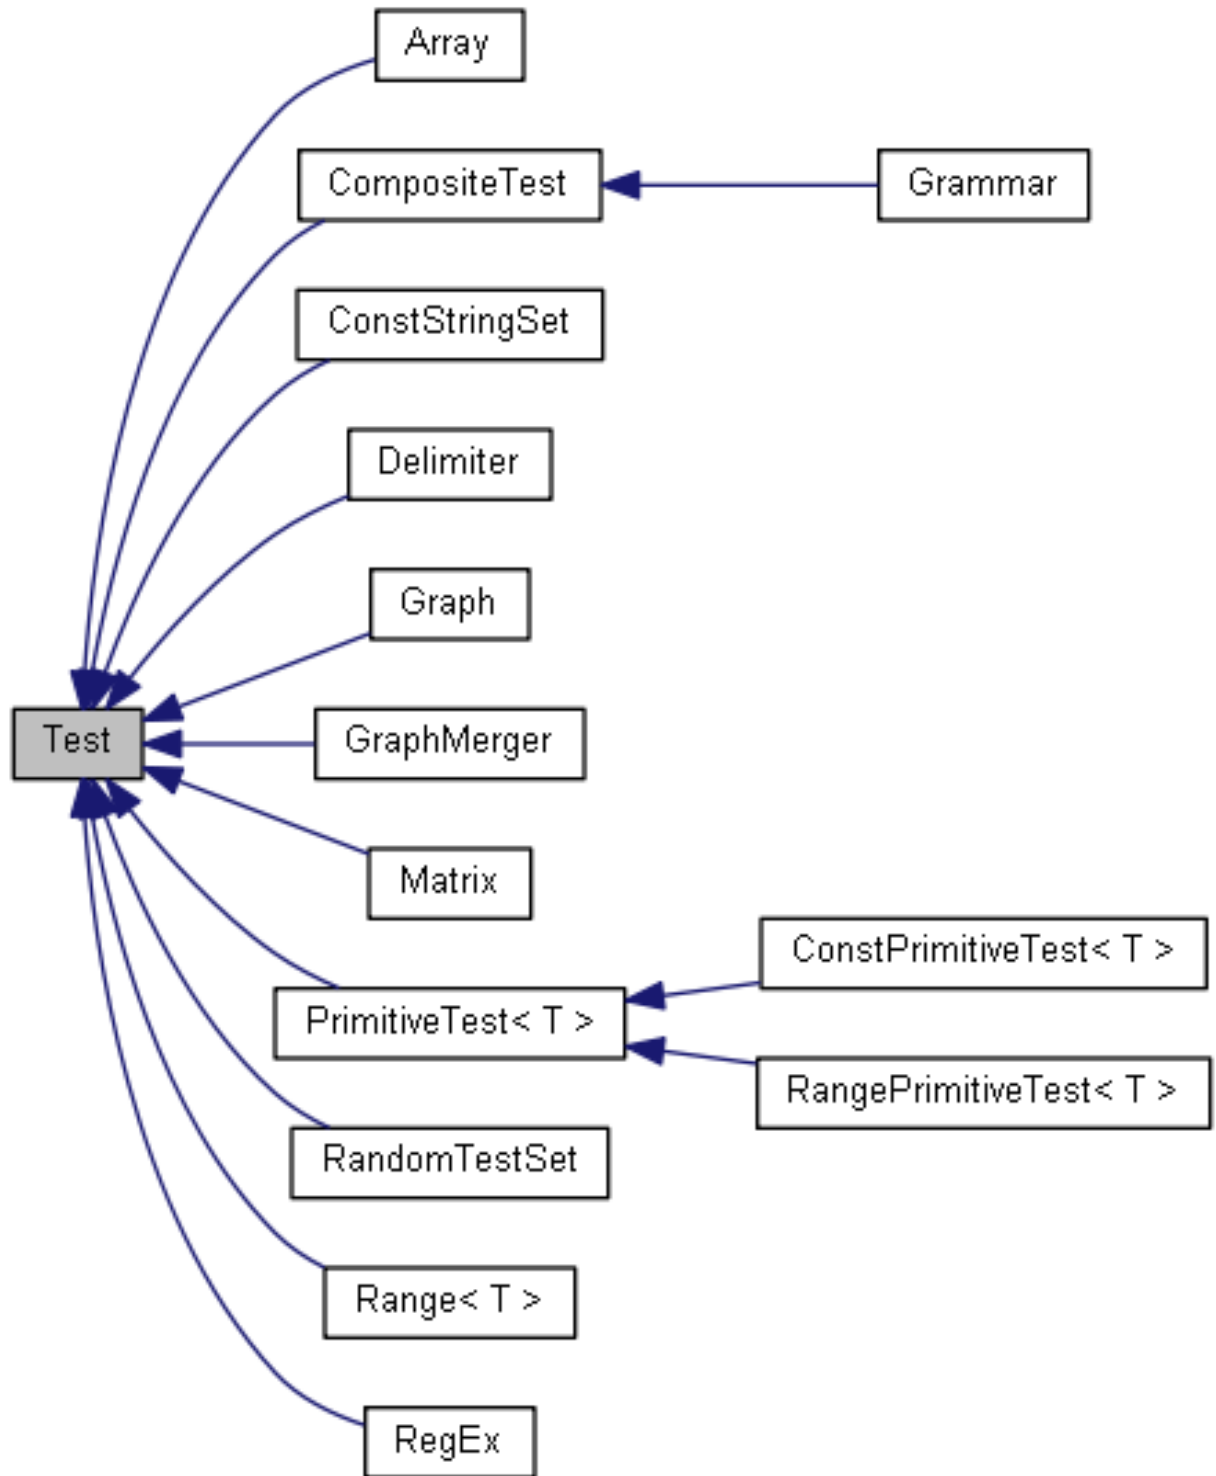 Array
CompositeTest
Grammar
ConstStringSet
Delimiter
Graph
Test
GraphMerger
Matrix
ConstPrimitiveTest< T >
PrimitiveTest< T >
RangePrimitiveTest< T >
RandomTestSet
Range< T >
RegEx